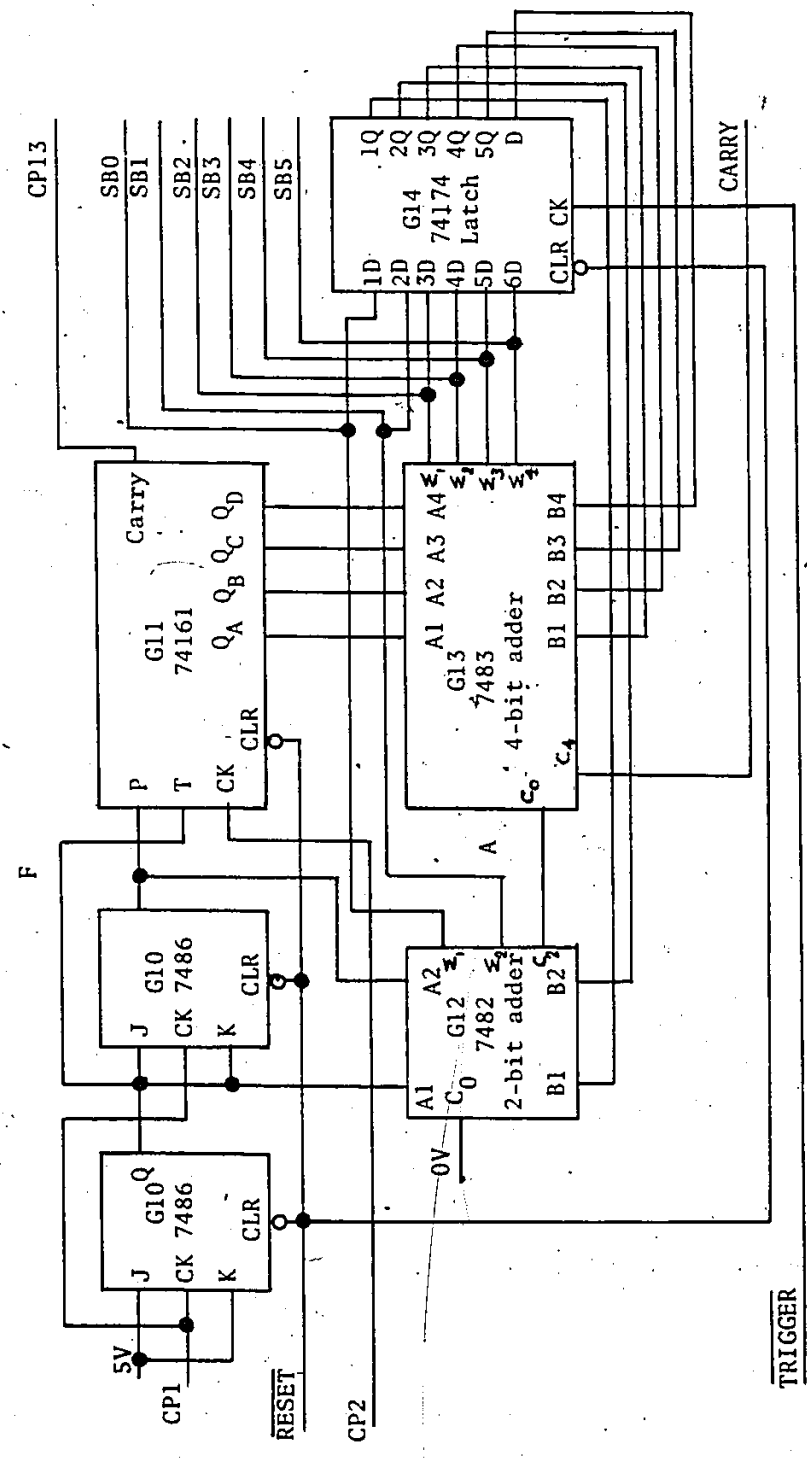 F
5V
CP1
RESET
CP2
J
Q
G10
CK 7486
K
CLR
J
G10
CK 7486
K
CLR
P
T
CK
G11
74161
Carry
QA QB QC QD
CLR
CP13
SB0
SB1
SB2
SB3
SB4
SB5
0V
A1 A2
C0
G12
7482
2-bit adder
W1
W2
C2
B1 B2
A
A1 A2 A3 A4
G13
7483
4-bit adder
C0
C4
W1
W2
W3
W4
B1 B2 B3 B4
1D
2D
3D
4D
5D
6D
G14
74174
Latch
1Q
2Q
3Q
4Q
5Q
D
CLR CK
CARRY
TRIGGER